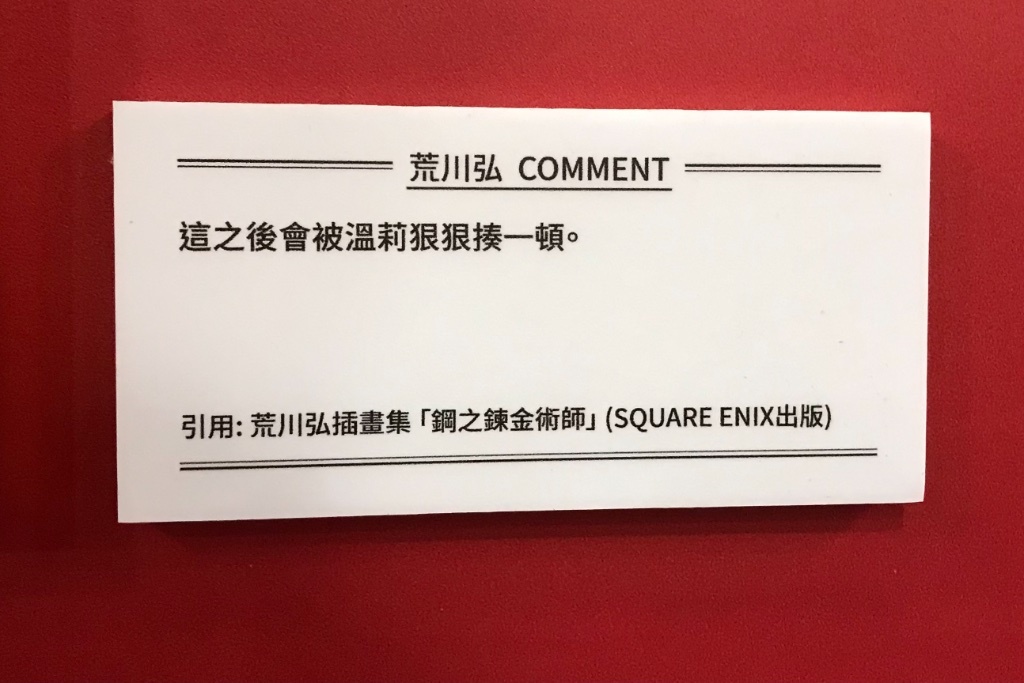 荒川弘 COMMENT
這之後會被溫莉狠狠揍一頓。
引用: 荒川弘插畫集「鋼之鍊金術師」(SQUARE ENIX出版)